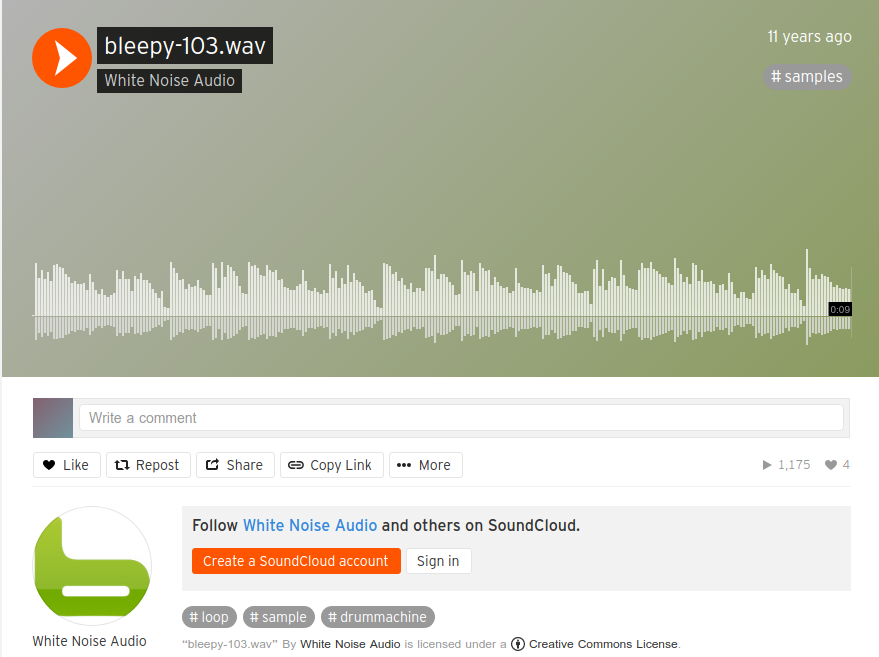 bleepy-103.wav
11 years ago
White Noise Audio
# samples
0:09
Write a comment
Like Repost Share Copy Link More 1,175 4
Follow White Noise Audio and others on SoundCloud.
Create a SoundCloud account Sign in
# loop # sample # drummachine
White Noise Audio
“bleepy-103.wav” By White Noise Audio is licensed under a Creative Commons License.